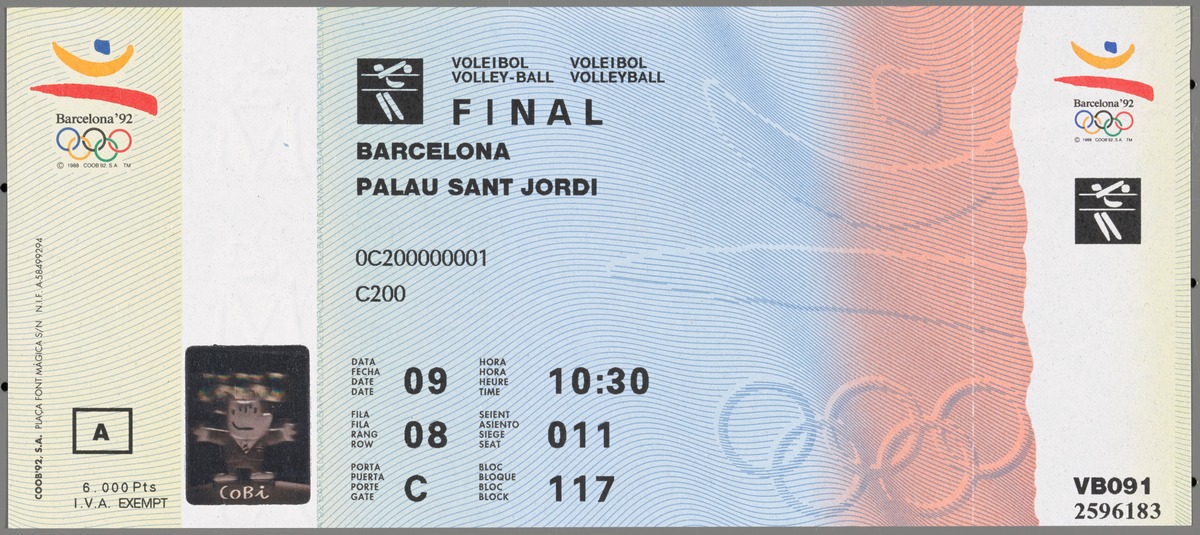 Barcelona'92
© 1988 COOB'92, S.A. TM
COOB'92, S.A. PLAÇA FONT MÀGICA S/N N.I.F. A-58499294
A
6.000 Pts
I.V.A. EXEMPT
COBi
VOLEIBOL VOLEIBOL
VOLLEY-BALL VOLLEYBALL
FINAL
BARCELONA
PALAU SANT JORDI
0C200000001
C200
DATA
FECHA
DATE
DATE
09
HORA
HORA
HEURE
TIME
10:30
FILA
FILA
RANG
ROW
08
SEIENT
ASIENTO
SIEGE
SEAT
011
PORTA
PUERTA
PORTE
GATE
C
BLOC
BLOQUE
BLOC
BLOCK
117
Barcelona'92
© 1988 COOB'92, S.A. TM
VB091
2596183